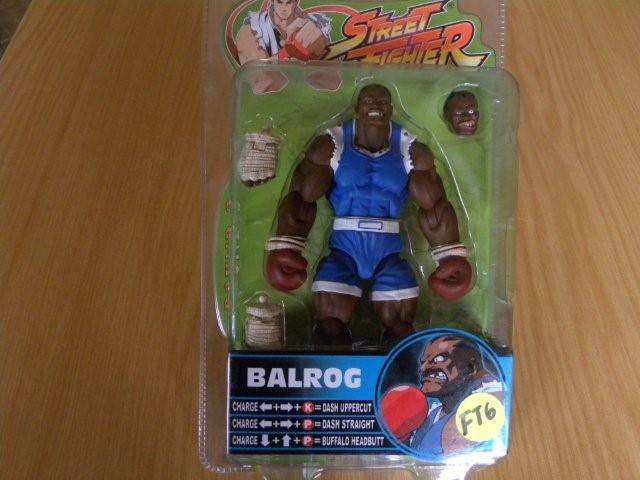 STREET
FIGHTER
BALROG
CHARGE ←+→+K = DASH UPPERCUT
CHARGE ←+→+P = DASH STRAIGHT
CHARGE ↓+↑+P = BUFFALO HEADBUTT
FT6